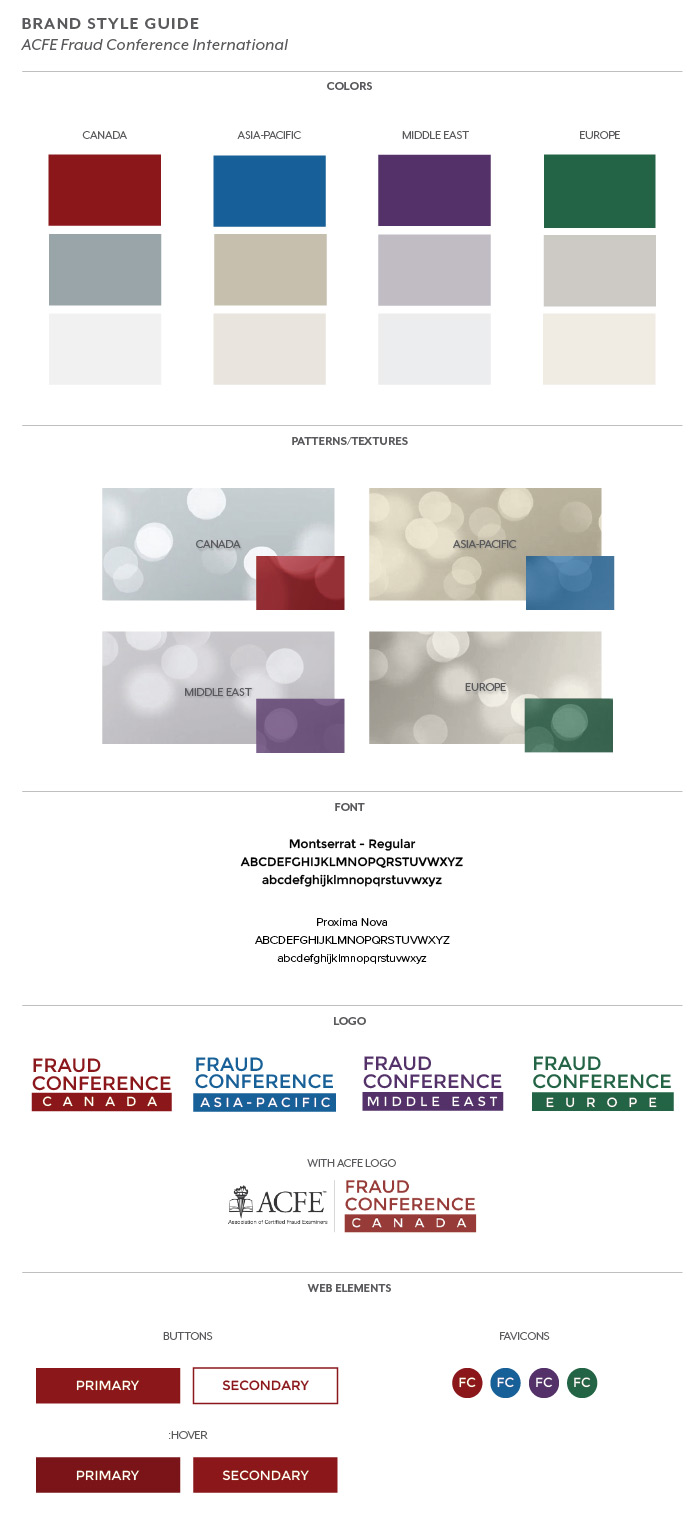 BRAND STYLE GUIDE
ACFE Fraud Conference International
COLORS
CANADA
ASIA-PACIFIC
MIDDLE EAST
EUROPE
PATTERNS/TEXTURES
CANADA
ASIA-PACIFIC
MIDDLE EAST
EUROPE
FONT
Montserrat - Regular
ABCDEFGHIJKLMNOPQRSTUVWXYZ
abcdefghijklmnopqrstuvwxyz
Proxima Nova
ABCDEFGHIJKLMNOPQRSTUVWXYZ
abcdefghijklmnopqrstuvwxyz
LOGO
FRAUD
CONFERENCE
CANADA
FRAUD
CONFERENCE
ASIA-PACIFIC
FRAUD
CONFERENCE
MIDDLE EAST
FRAUD
CONFERENCE
EUROPE
WITH ACFE LOGO
ACFE™
Association of Certified Fraud Examiners
FRAUD
CONFERENCE
CANADA
WEB ELEMENTS
BUTTONS
FAVICONS
PRIMARY
SECONDARY
FC
FC
FC
FC
:HOVER
PRIMARY
SECONDARY